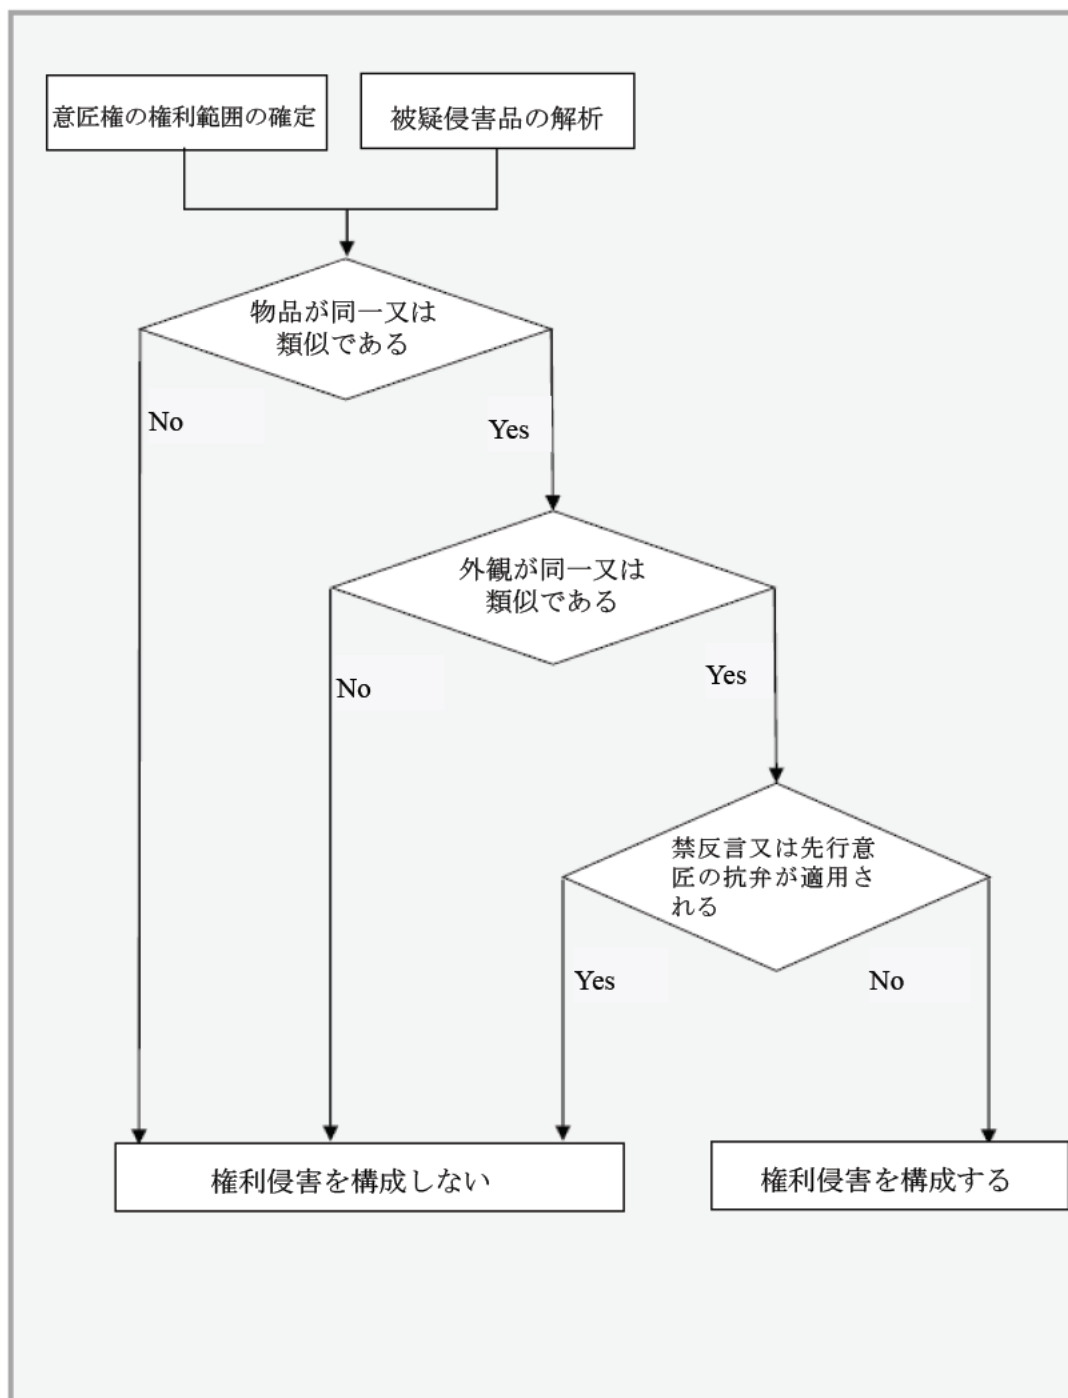 意匠権の権利範囲の確定
被疑侵害品の解析
物品が同一又は
類似である
No
Yes
外観が同一又は
類似である
No
Yes
禁反言又は先行意
匠の抗弁が適用さ
れる
Yes
No
権利侵害を構成しない
権利侵害を構成する